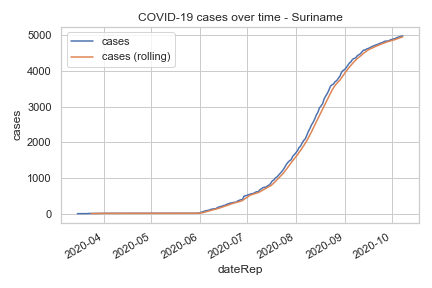 COVID-19 cases over time - Suriname
cases
cases (rolling)
5000
4000
3000
2000
1000
0
cases
2020-04
2020-05
2020-06
2020-07
2020-08
2020-09
2020-10
dateRep